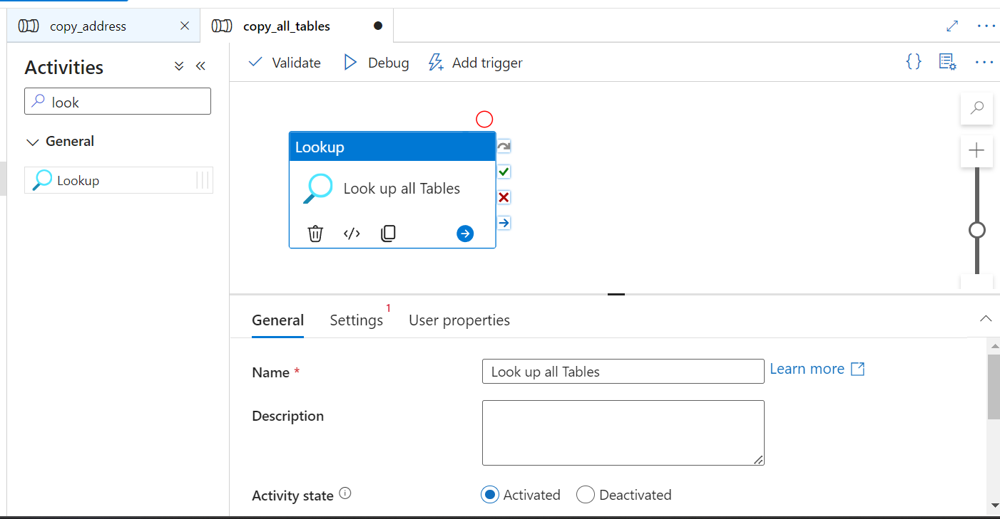 copy_address
copy_all_tables
Activities
Validate
Debug
Add trigger
look
General
Lookup
Lookup
Look up all Tables
General
Settings
1
User properties
Name *
Look up all Tables
Learn more
Description
Activity state
Activated
Deactivated